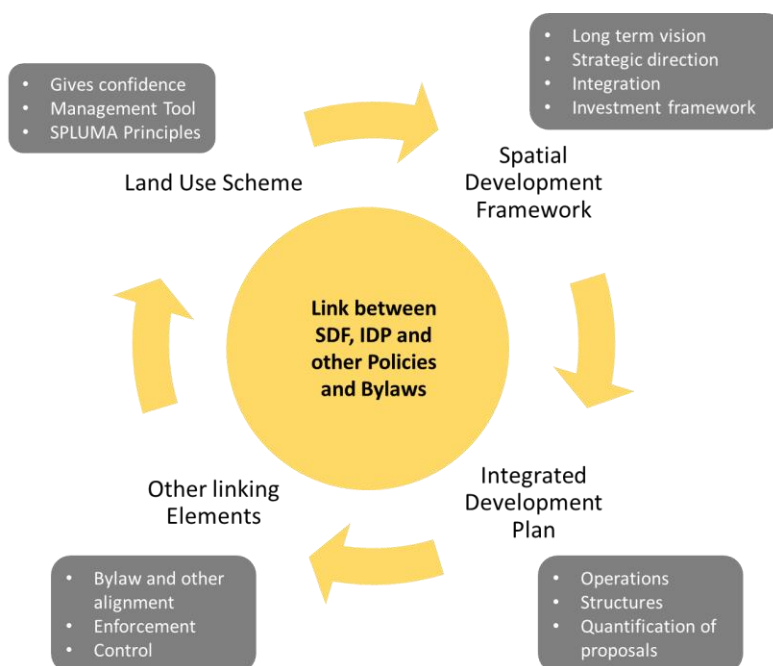 • Long term vision
• Strategic direction
• Integration
• Investment framework
• Gives confidence
• Management Tool
• SPLUMA Principles
Land Use Scheme
Spatial
Development
Framework
Link between
SDF, IDP and
other Policies
and Bylaws
Other linking
Elements
Integrated
Development
Plan
• Bylaw and other
alignment
• Enforcement
• Control
• Operations
• Structures
• Quantification of
proposals